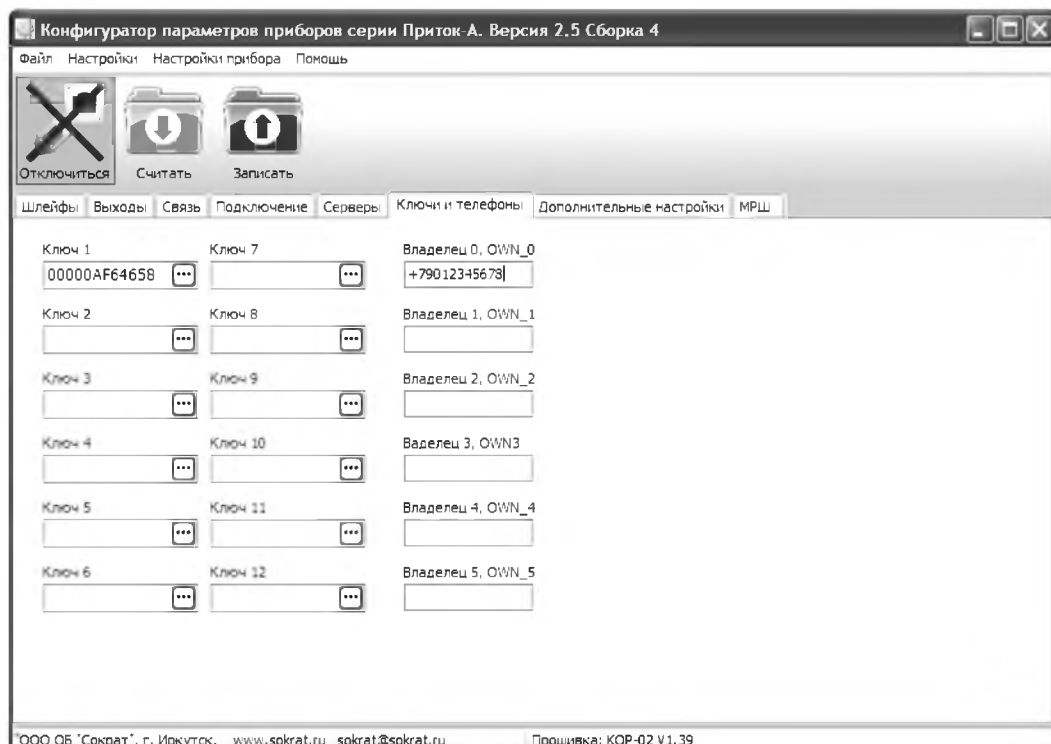 Конфигуратор параметров приборов серии Приток-А. Версия 2.5 Сборка 4
Файл Настройки Настройки прибора Помощь
Отключиться Считать Записать
Шлейфы Выходы Связь Подключение Серверы Ключи и телефоны Дополнительные настройки МРШ
Ключ 1 Ключ 7 Владелец 0, OWN_0
00000AF64658 ... ... +79012345678
Ключ 2 Ключ 8 Владелец 1, OWN_1
... ...
Ключ 3 Ключ 9 Владелец 2, OWN_2
... ...
Ключ 4 Ключ 10 Ваделец 3, OWN3
... ...
Ключ 5 Ключ 11 Владелец 4, OWN_4
... ...
Ключ 6 Ключ 12 Владелец 5, OWN_5
... ...
"ООО ОБ "Сократ", г. Иркутск, www.sokrat.ru sokrat@sokrat.ru Прошивка: КОР-02 V1.39